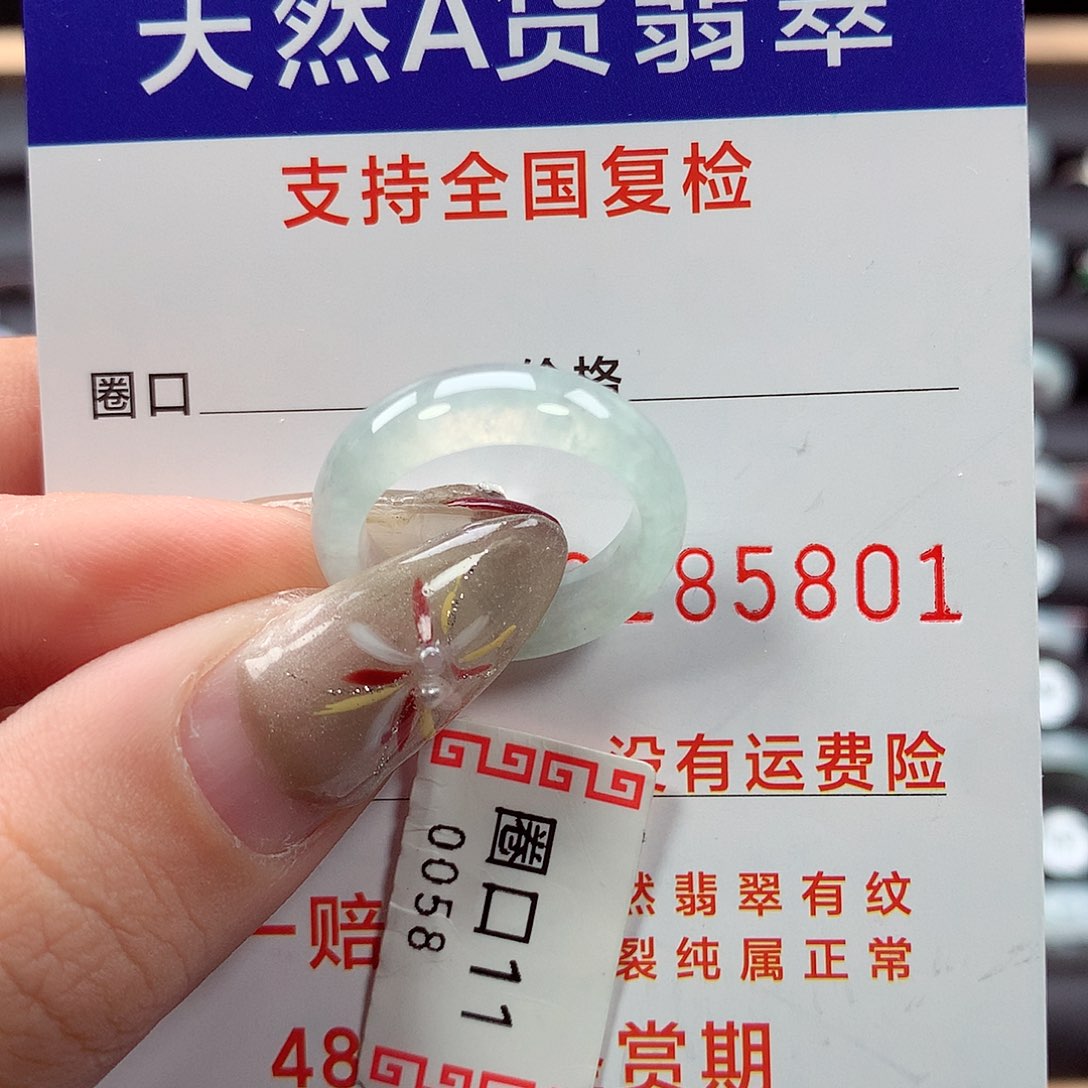 天然A货翡翠
支持全国复检
圈口
价格
85801
没有运费险
一赔
然翡翠有纹
裂纯属正常
48
赏期
圈口11
0058